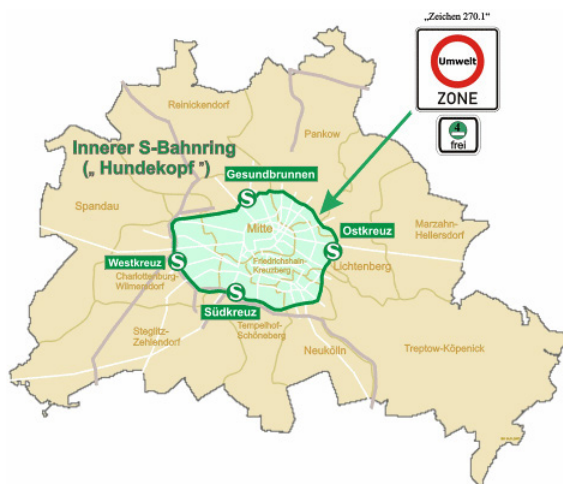 „Zeichen 270.1“
Umwelt
ZONE
4
frei
Reinickendorf
Pankow
Innerer S-Bahnring
(„ Hundekopf ”)
Gesundbrunnen
S
Spandau
Mitte
Ostkreuz
S
Marzahn-
Hellersdorf
Westkreuz
S
Friedrichshain-
Kreuzberg
Lichtenberg
Charlottenburg-
Wilmersdorf
S
Südkreuz
Steglitz-
Zehlendorf
Tempelhof-
Schöneberg
Neukölln
Treptow-Köpenick